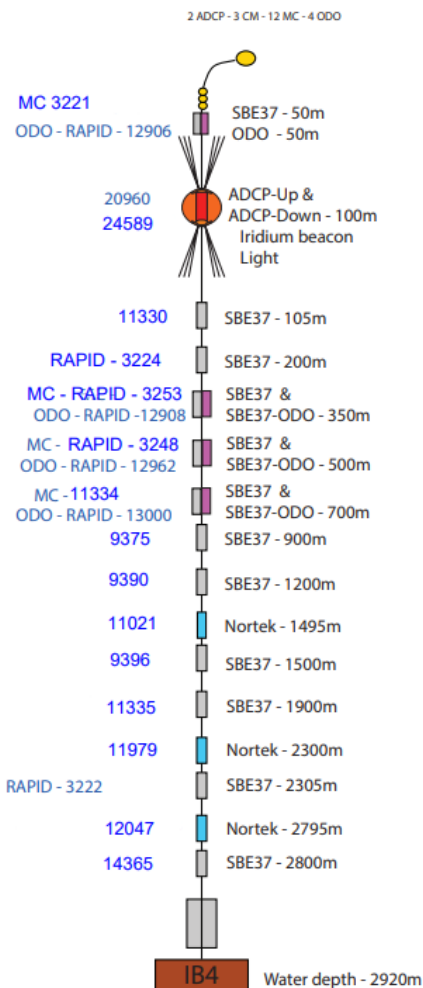 2 ADCP - 3 CM - 12 MC - 4 ODO
MC 3221
SBE37 - 50m
ODO - RAPID - 12906
ODO - 50m
20960
ADCP-Up &
24589
ADCP-Down - 100m
Iridium beacon
Light
11330
SBE37 - 105m
RAPID - 3224
SBE37 - 200m
MC - RAPID - 3253
SBE37 &
ODO - RAPID - 12908
SBE37-ODO - 350m
MC - RAPID - 3248
SBE37 &
ODO - RAPID - 12962
SBE37-ODO - 500m
MC - 11334
SBE37 &
ODO - RAPID - 13000
SBE37-ODO - 700m
9375
SBE37 - 900m
9390
SBE37 - 1200m
11021
Nortek - 1495m
9396
SBE37 - 1500m
11335
SBE37 - 1900m
11979
Nortek - 2300m
RAPID - 3222
SBE37 - 2305m
12047
Nortek - 2795m
14365
SBE37 - 2800m
IB4
Water depth - 2920m